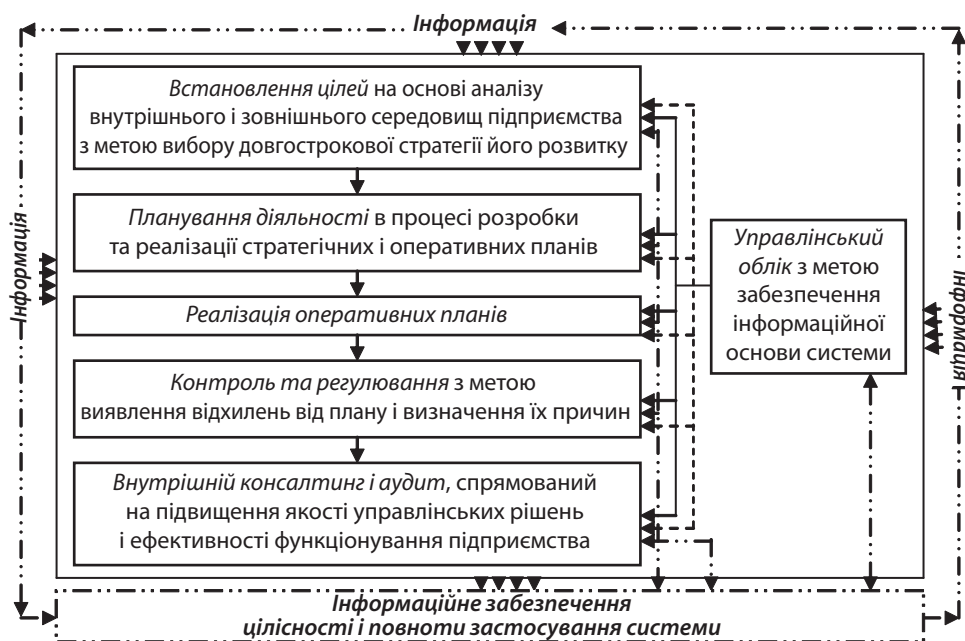 Інформація
Встановлення цілей на основі аналізу
внутрішнього і зовнішнього середовищ підприємства
з метою вибору довгострокової стратегії його розвитку
Планування діяльності в процесі розробки
та реалізації стратегічних і оперативних планів
Реалізація оперативних планів
Контроль та регулювання з метою
виявлення відхилень від плану і визначення їх причин
Внутрішній консалтинг і аудит, спрямований
на підвищення якості управлінських рішень
і ефективності функціонування підприємства
Управлінський
облік з метою
забезпечення
інформаційної
основи системи
Інформація
Інформація
Інформаційне забезпечення
цілісності і повноти застосування системи